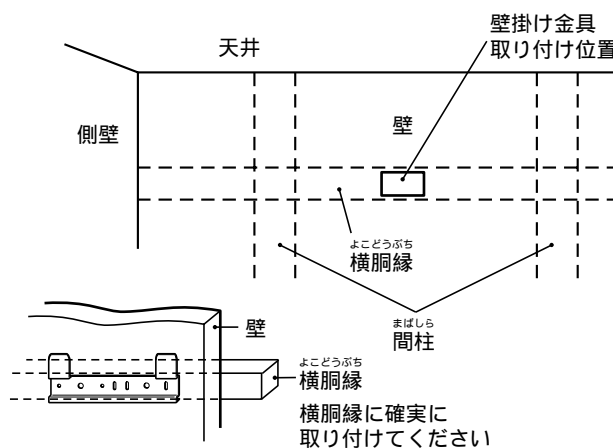 天井
壁掛け金具
取り付け位置
側壁
壁
よこどうぶち
横胴縁
まばしら
間柱
壁
よこどうぶち
横胴縁
横胴縁に確実に
取り付けてください